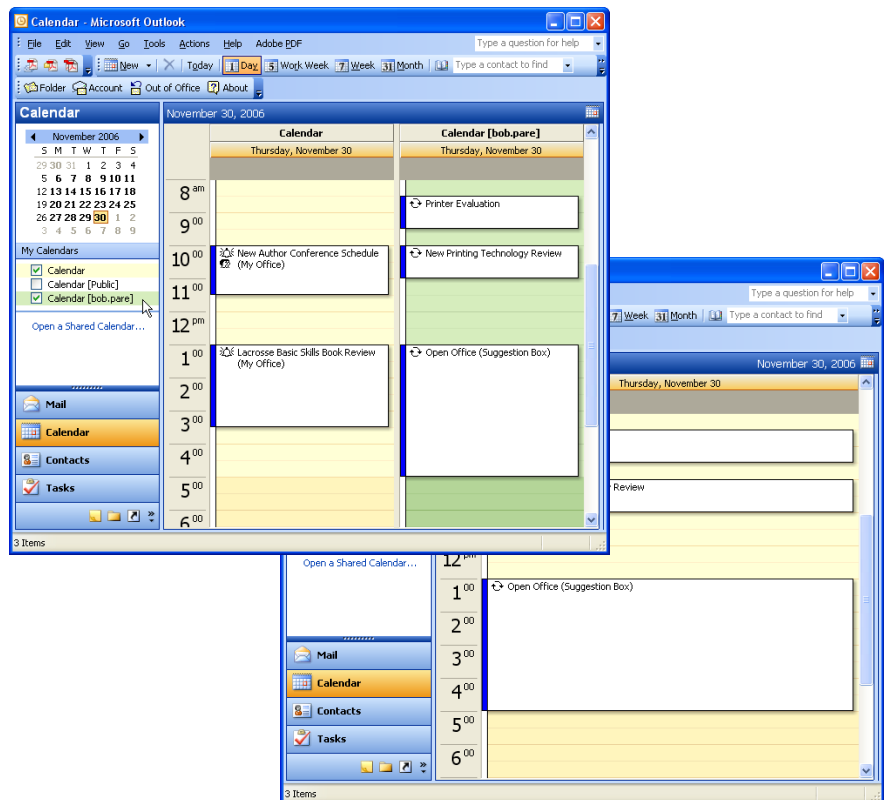 Calendar - Microsoft Outlook
File Edit View Go Tools Actions Help Adobe PDF Type a question for help
New Today 1 Day 5 Work Week 7 Week 31 Month Type a contact to find
Folder Account Out of Office About
Calendar
November 30, 2006
November 2006
S M T W T F S
29 30 31 1 2 3 4
5 6 7 8 9 10 11
12 13 14 15 16 17 18
19 20 21 22 23 24 25
26 27 28 29 30 1 2
3 4 5 6 7 8 9
My Calendars
Calendar
Calendar [Public]
Calendar [bob.pare]
Open a Shared Calendar...
Mail
Calendar
Contacts
Tasks
3 Items
Calendar Calendar [bob.pare]
Thursday, November 30 Thursday, November 30
8 am
Printer Evaluation
9 00
10 00 New Author Conference Schedule New Printing Technology Review
(My Office)
11 00
12 pm
1 00 Lacrosse Basic Skills Book Review Open Office (Suggestion Box)
(My Office)
2 00
3 00
4 00
5 00
6 00
Type a question for help
7 Week 31 Month Type a contact to find
November 30, 2006
Thursday, November 30
Review
Open a Shared Calendar...
12 pm
1 00 Open Office (Suggestion Box)
2 00
3 00
4 00
5 00
6 00
Mail
Calendar
Contacts
Tasks
3 Items